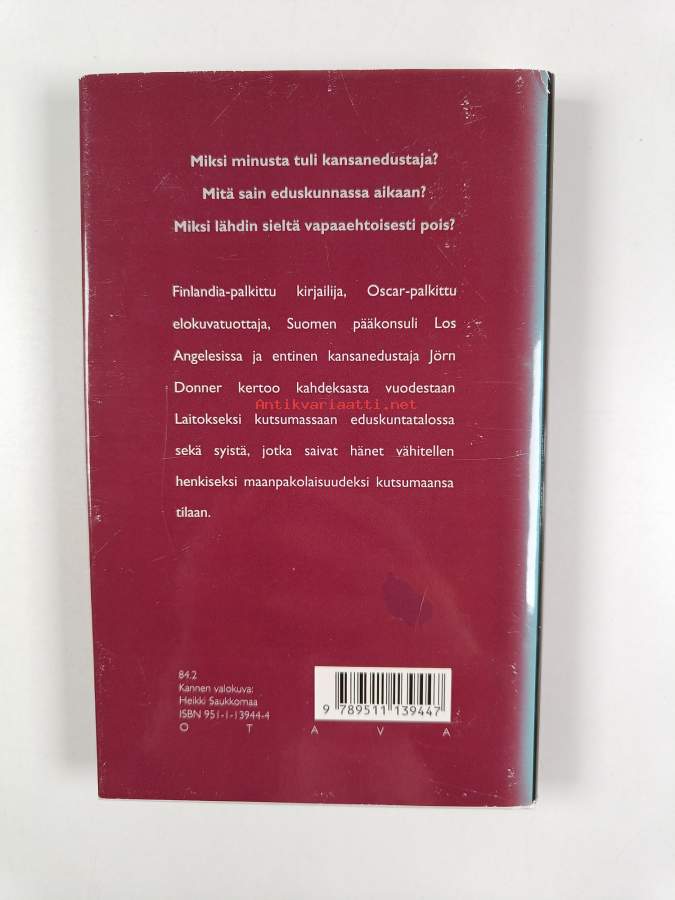 Miksi minusta tuli kansanedustaja?
Mitä sain eduskunnassa aikaan?
Miksi lähdin sieltä vapaaehtoisesti pois?
Finlandia-palkittu kirjailija, Oscar-palkittu
elokuvatuottaja, Suomen pääkonsuli Los
Angelesissa ja entinen kansanedustaja Jörn
Donner kertoo kahdeksasta vuodestaan
Antikvariaatti.net
Laitokseksi kutsumassaan eduskuntatalossa
sekä syistä, jotka saivat hänet vähitellen
henkiseksi maanpakolaisuudeksi kutsumaansa
tilaan.
84.2
Kannen valokuva:
Heikki Saukkomaa
ISBN 951-1-13944-4
9 789511 139447
OTAVA